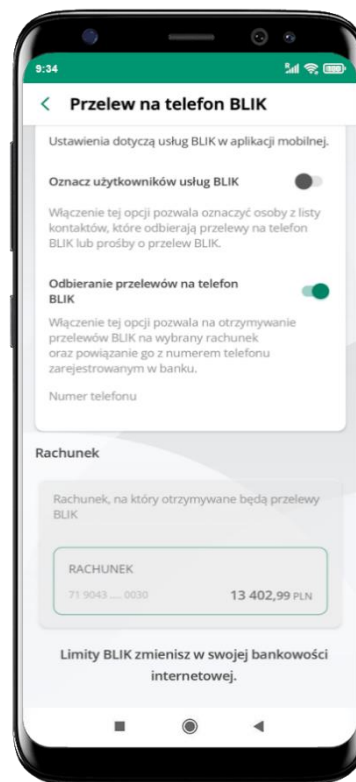 9:34
Przelew na telefon BLIK
Ustawienia dotyczą usług BLIK w aplikacji mobilnej.
Oznacz użytkowników usług BLIK
Włączenie tej opcji pozwala oznaczyć osoby z listy
kontaktów, które odbierają przelewy na telefon
BLIK lub prośby o przelew BLIK.
Odbieranie przelewów na telefon
BLIK
Włączenie tej opcji pozwala na otrzymywanie
przelewów BLIK na wybrany rachunek
oraz powiązanie go z numerem telefonu
zarejestrowanym w banku.
Numer telefonu
Rachunek
Rachunek, na który otrzymywane będą przelewy
BLIK
RACHUNEK
71 9043 .... 0030 13 402,99 PLN
Limity BLIK zmienisz w swojej bankowości
internetowej.